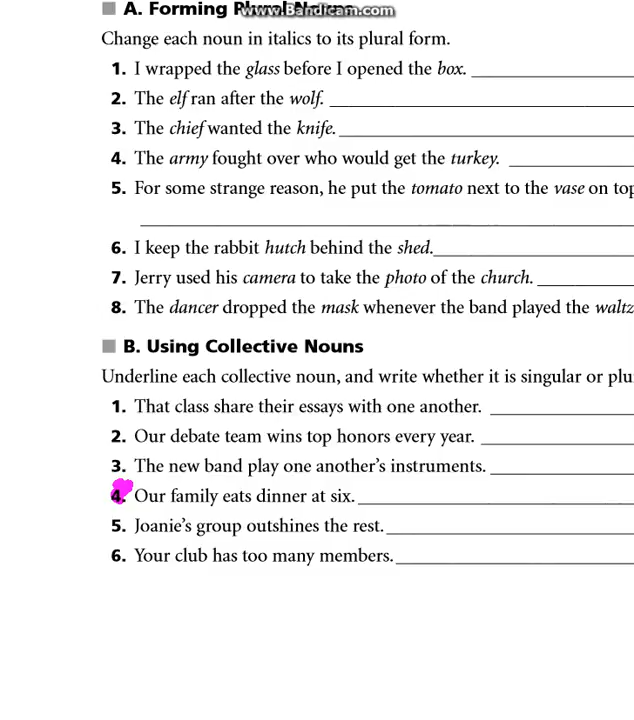 A. Forming Plural Nouns
www.Bandicam.com
Change each noun in italics to its plural form.
1. I wrapped the glass before I opened the box.
2. The elf ran after the wolf.
3. The chief wanted the knife.
4. The army fought over who would get the turkey.
5. For some strange reason, he put the tomato next to the vase on top
6. I keep the rabbit hutch behind the shed.
7. Jerry used his camera to take the photo of the church.
8. The dancer dropped the mask whenever the band played the waltz
B. Using Collective Nouns
Underline each collective noun, and write whether it is singular or plu
1. That class share their essays with one another.
2. Our debate team wins top honors every year.
3. The new band play one another's instruments.
4. Our family eats dinner at six.
5. Joanie's group outshines the rest.
6. Your club has too many members.